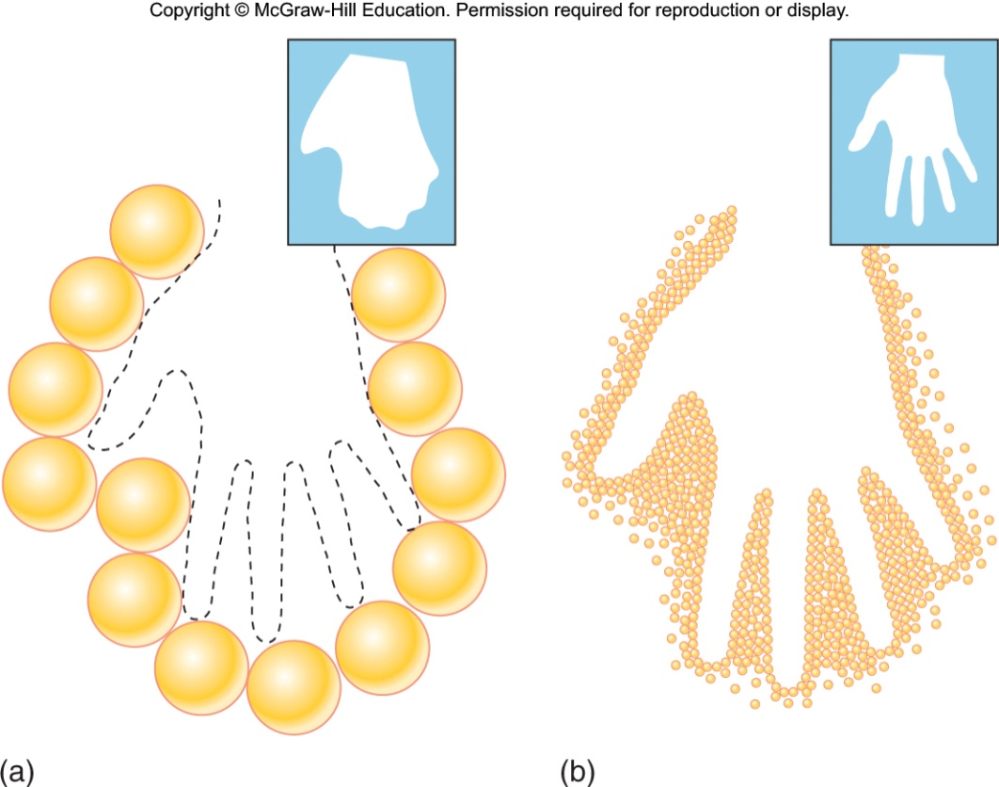 Copyright © McGraw-Hill Education. Permission required for reproduction or display.
(a)
(b)